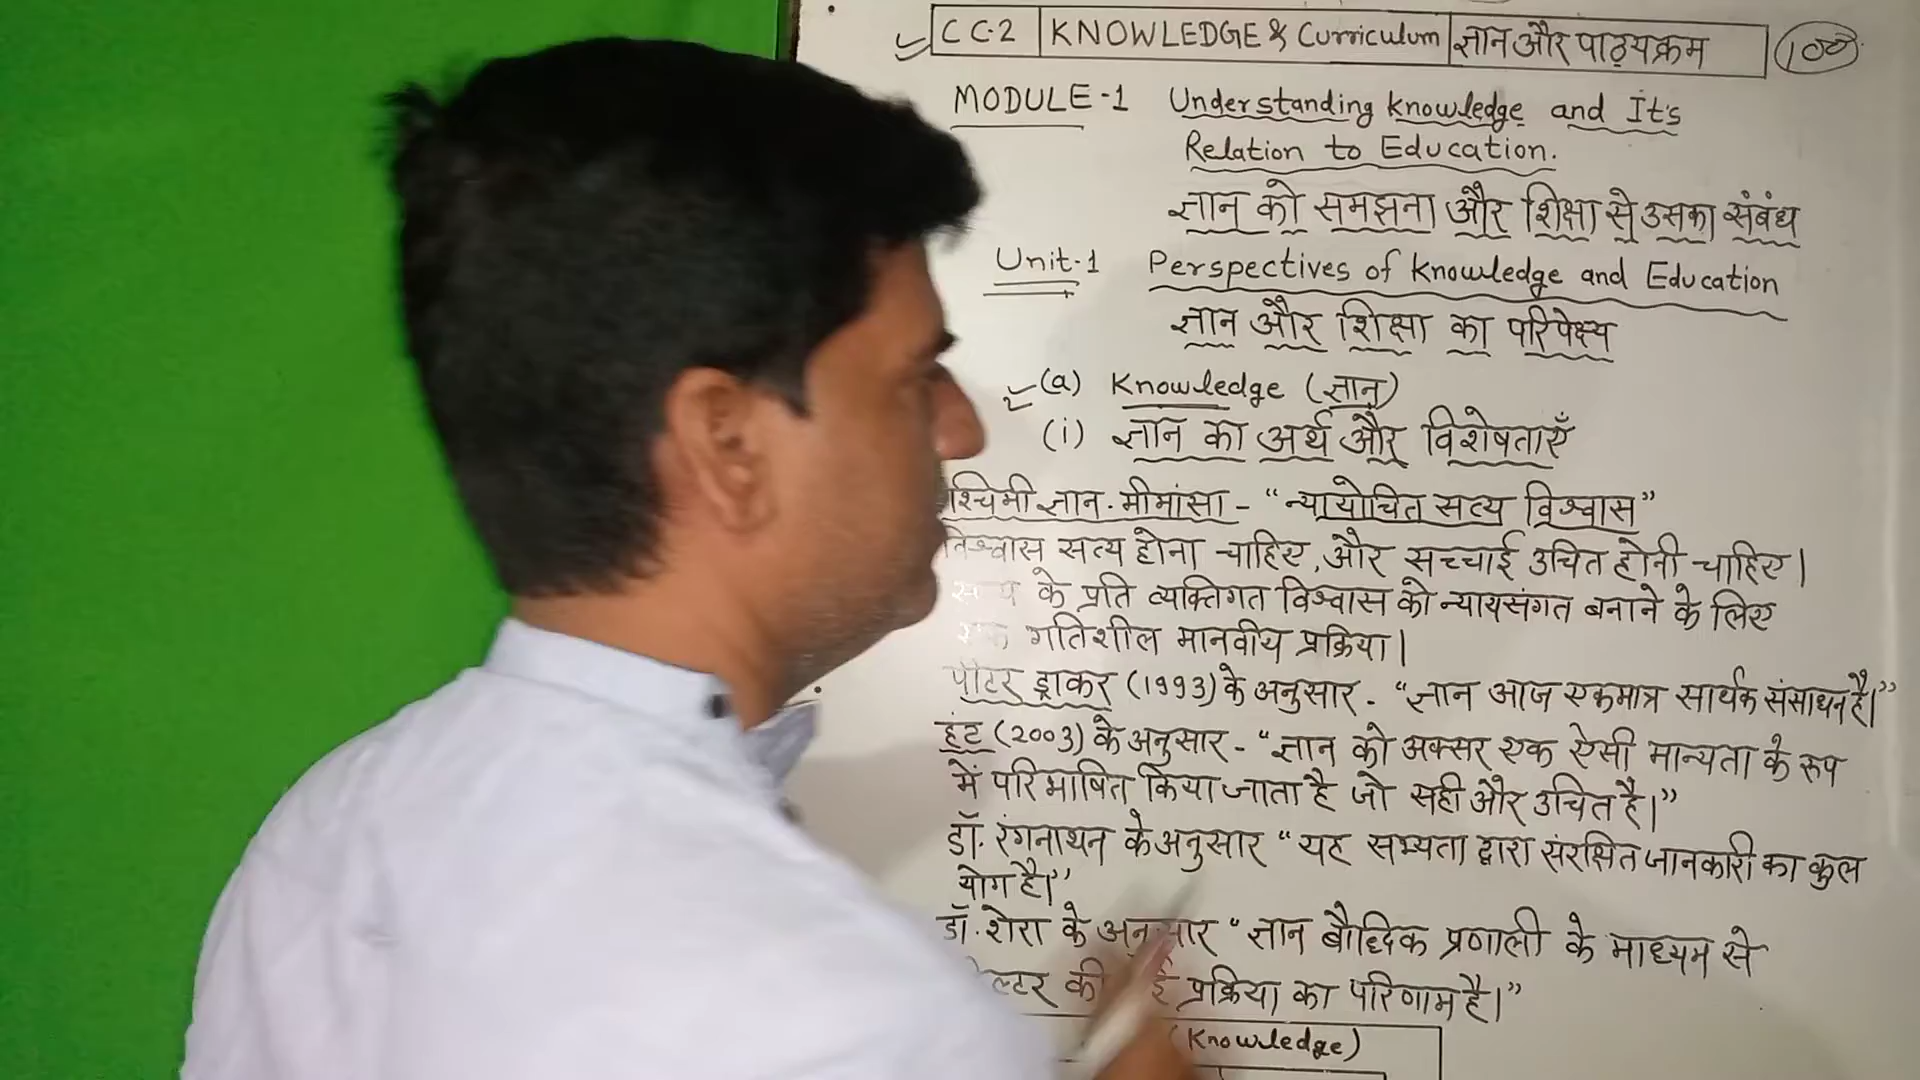 CC-2 KNOWLEDGE & Curriculum ज्ञान और पाठ्यक्रम 100
MODULE-1 Understanding knowledge and It's
Relation to Education.
ज्ञान को समझना और शिक्षा से उसका संबंध
Unit-1 Perspectives of knowledge and Education
ज्ञान और शिक्षा का परिपेक्ष्य
(a) Knowledge (ज्ञान)
(i) ज्ञान का अर्थ और विशेषताएँ
श्चिमी ज्ञान-मीमांसा - "न्यायोचित सत्य विश्वास"
विश्वास सत्य होना चाहिए, और सच्चाई उचित होनी चाहिए।
के प्रति व्यक्तिगत विश्वास को न्यायसंगत बनाने के लिए
गतिशील मानवीय प्रक्रिया।
पीटर ड्राकर (1993) के अनुसार - "ज्ञान आज एकमात्र सार्थक संसाधन है।"
हंट (2003) के अनुसार - "ज्ञान को अक्सर एक ऐसी मान्यता के रूप
में परिभाषित किया जाता है जो सही और उचित है।"
डॉ. रंगनाथन के अनुसार "यह सभ्यता द्वारा संरक्षित जानकारी का कुल
योग है।"
डॉ. शेरा के अनुसार "ज्ञान बौद्धिक प्रणाली के माध्यम से
ल्टर की प्रक्रिया का परिणाम है।"
(Knowledge)